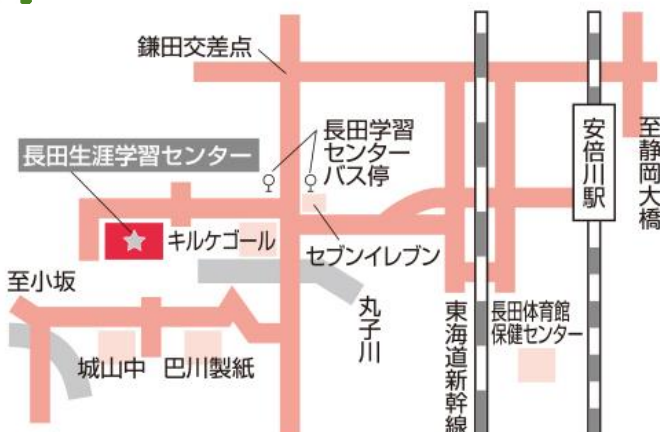 鎌田交差点
長田学習
センター
バス停
長田生涯学習センター
安倍川駅
至静岡大橋
キルケゴール
セブンイレブン
至小坂
丸子川
東海道新幹線
長田体育館
保健センター
城山中
巴川製紙